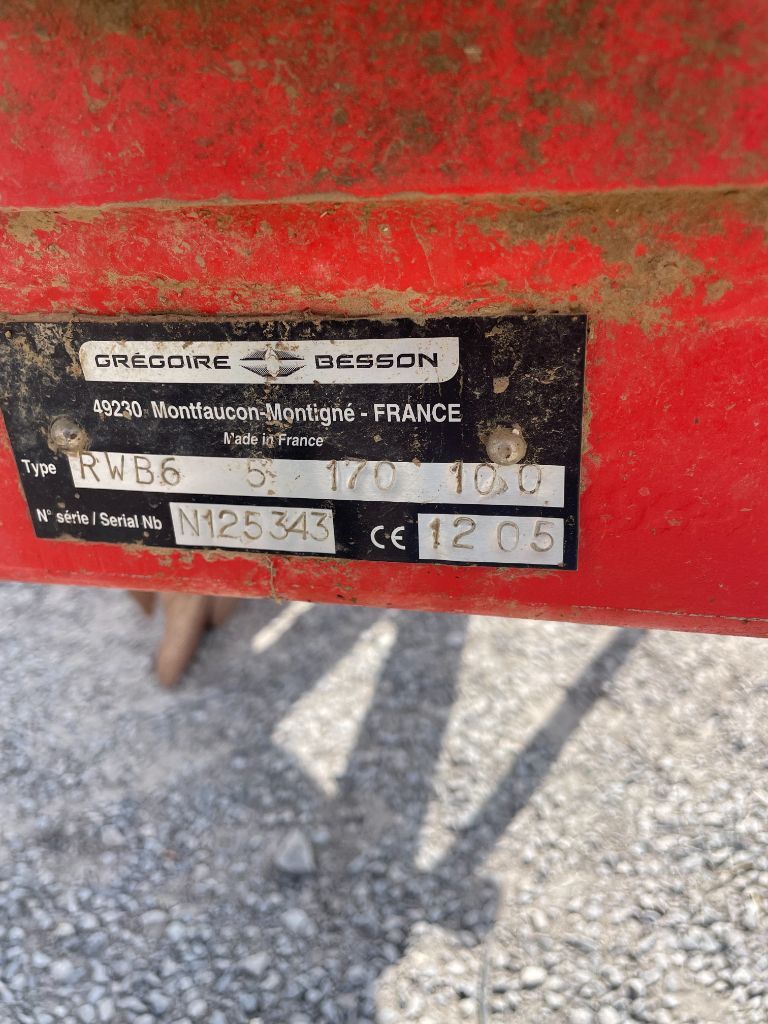 GRÉGOIRE BESSON
49230 Montfaucon-Montigné - FRANCE
Made in France
Type RWB6 5 170 100
N° série / Serial Nb N125343 CE 12 05